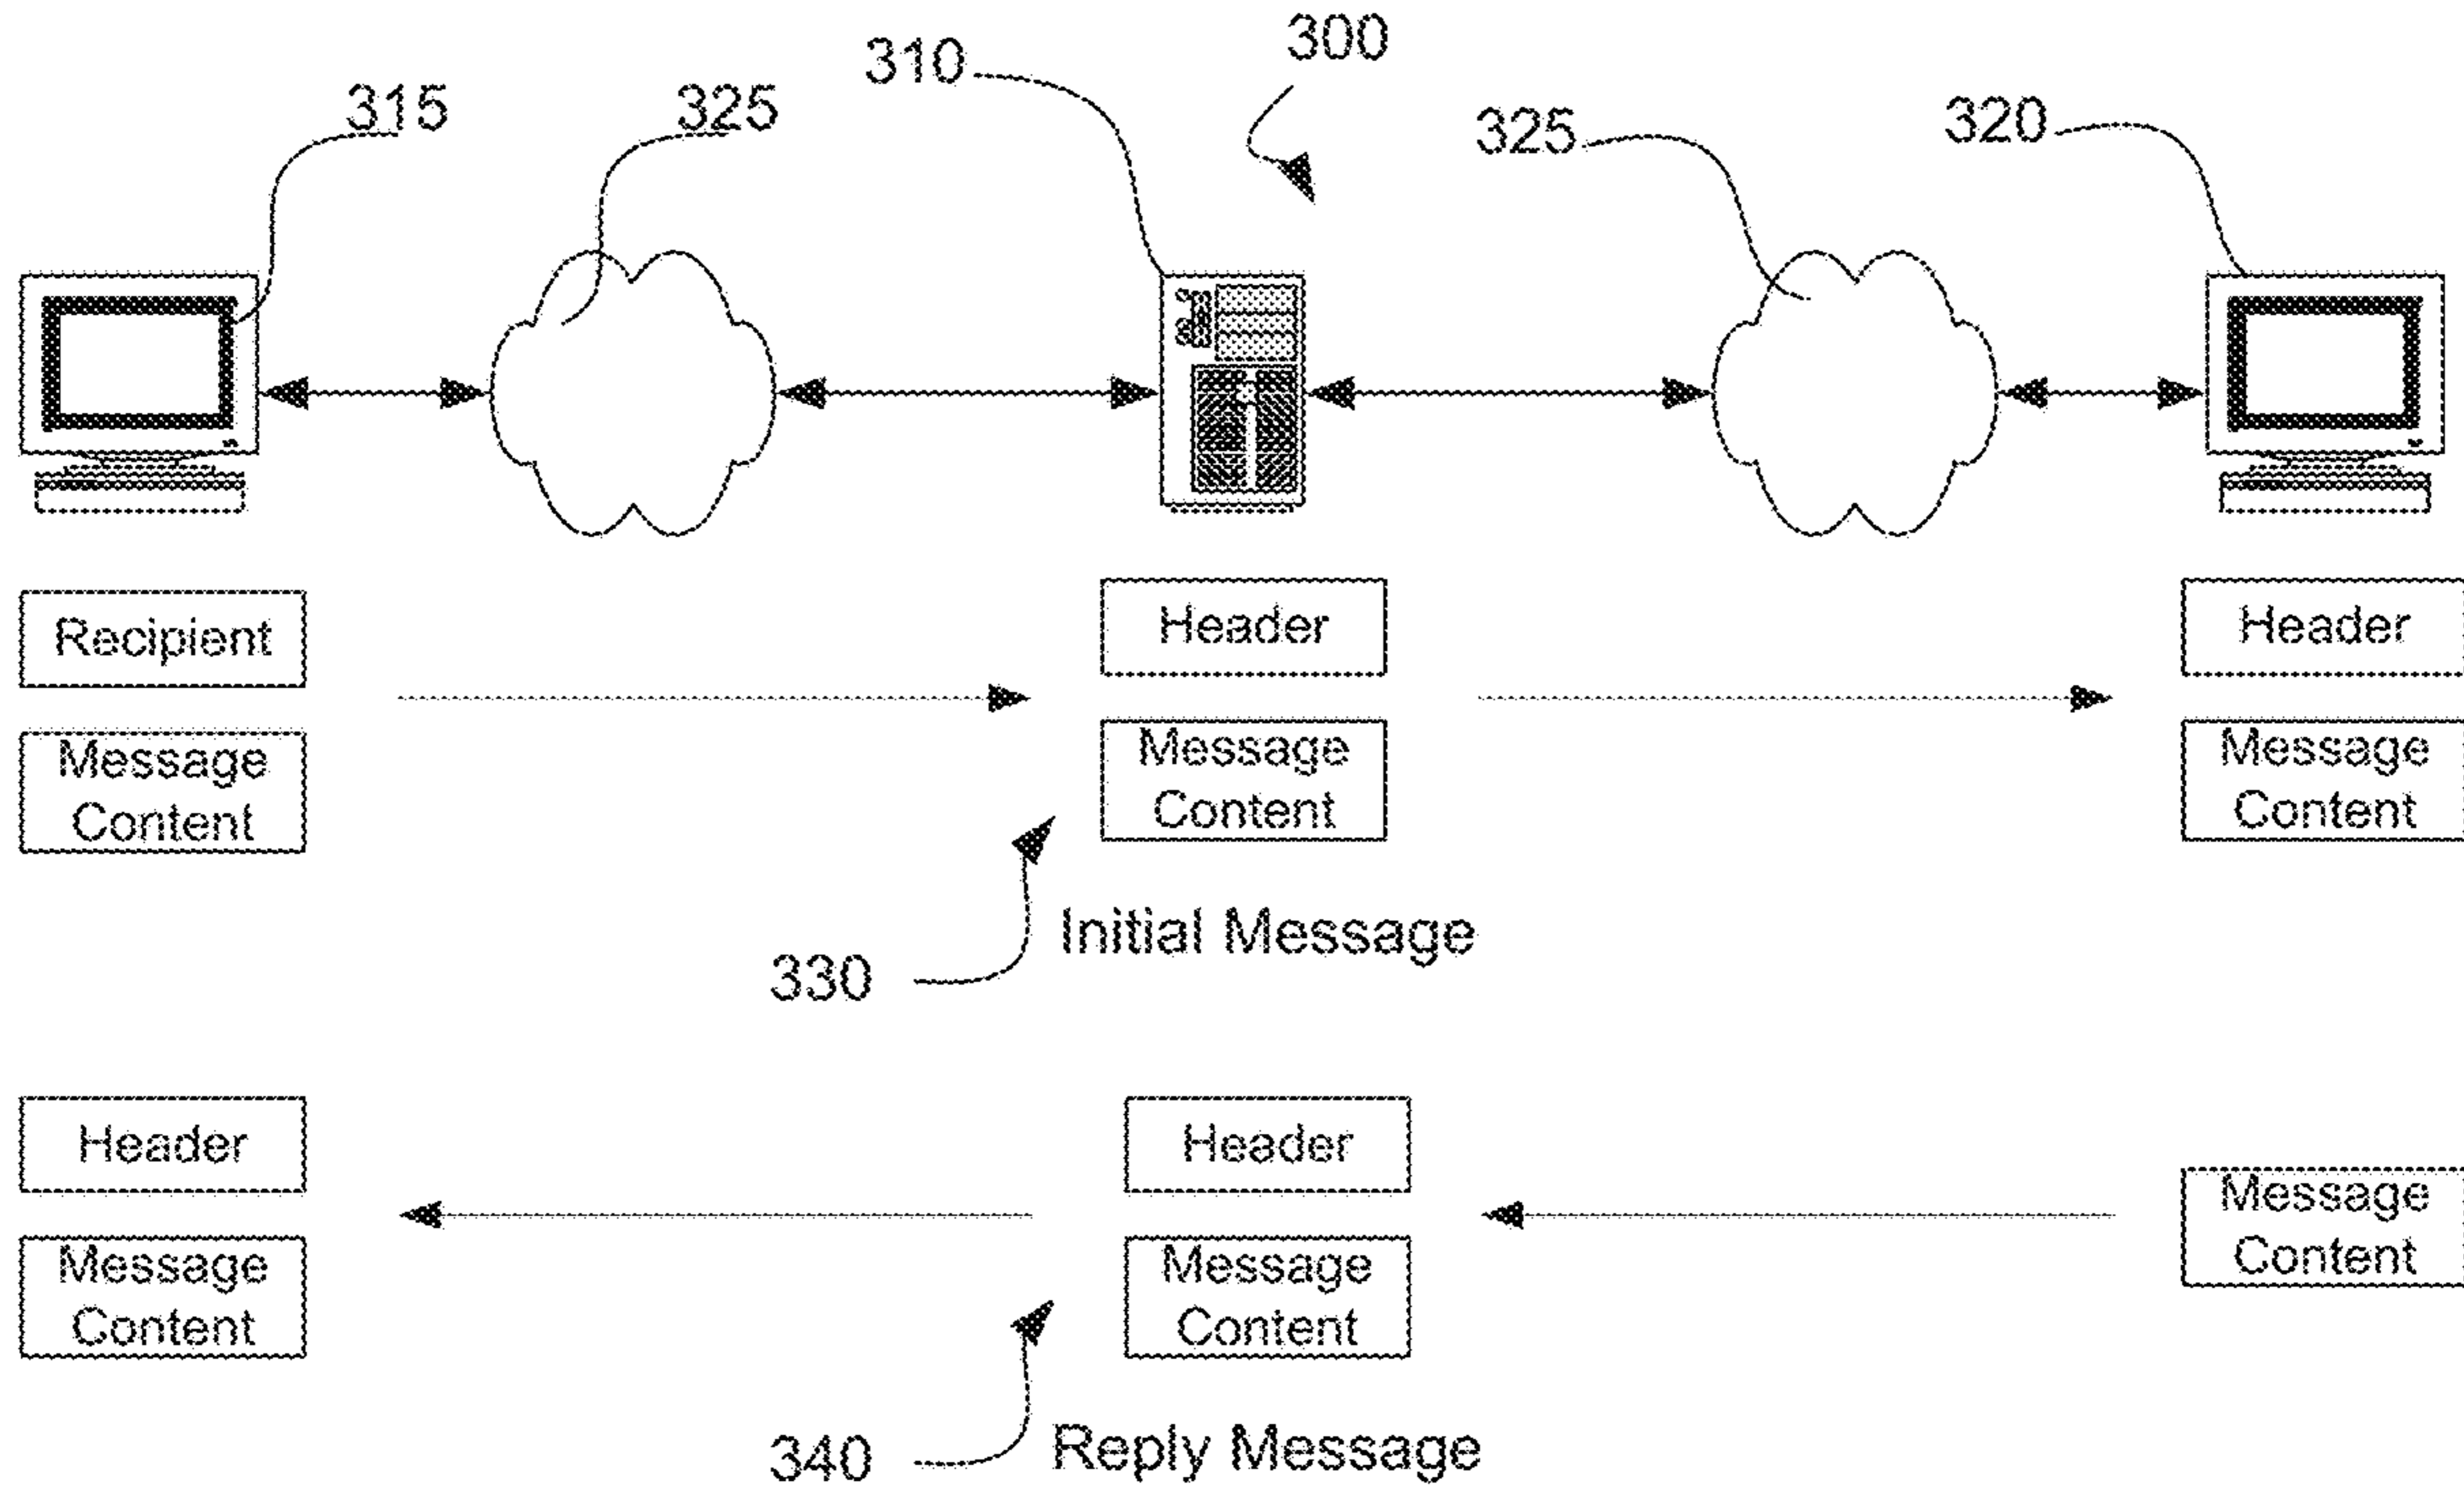 300
310
315
325
325
320
Recipient
Header
Header
Message
Content
Message
Content
Message
Content
Initial Message
330
Header
Header
Message
Content
Message
Content
Message
Content
Reply Message
340